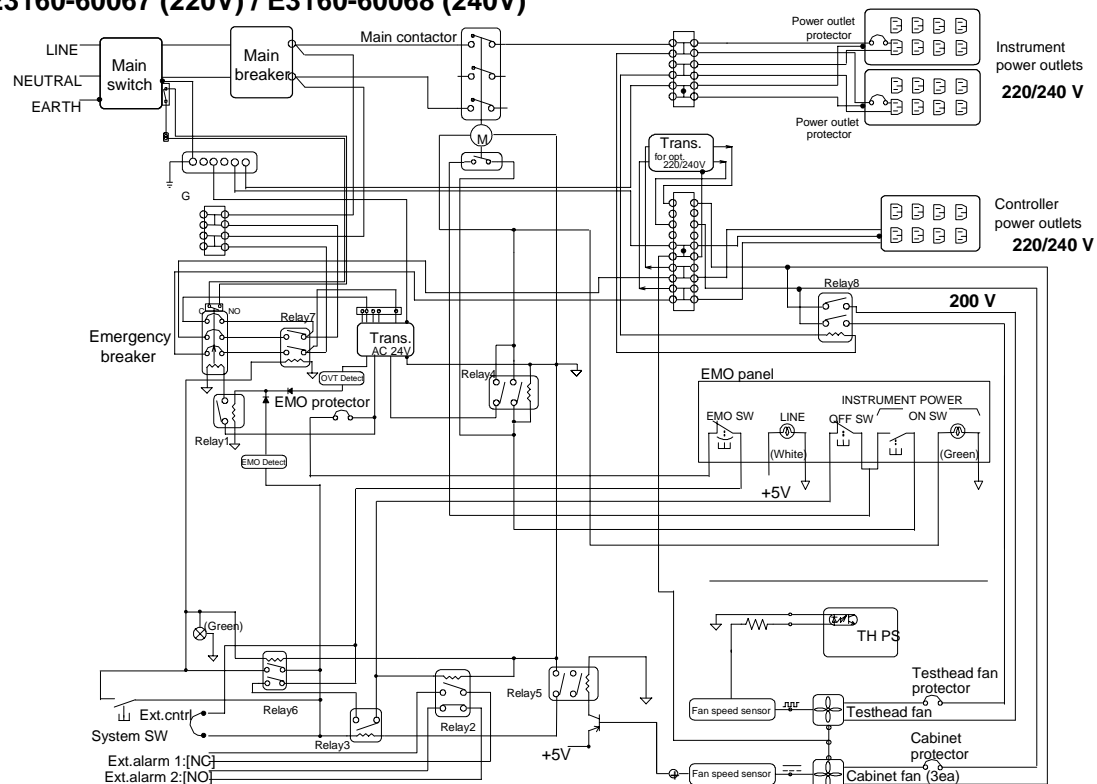 E3160-60067 (220V) / E3160-60068 (240V)
LINE
NEUTRAL
EARTH
Main
switch
Main
breaker
Main contactor
M
G
Power outlet
protector
Power outlet
protector
Instrument
power outlets
220/240 V
Trans.
for opt.
220/240V
Controller
power outlets
220/240 V
Relay8
200 V
NO
Relay7
Emergency
breaker
Trans.
AC 24V
OVT Detect
EMO protector
Relay1
EMO Detect
Relay4
EMO panel
INSTRUMENT POWER
EMO SW
LINE
OFF SW
ON SW
(White)
(Green)
+5V
(Green)
Relay6
System SW
Ext.cntrl
Relay3
Relay2
Relay5
+5V
Ext.alarm 1:[NC]
Ext.alarm 2:[NO]
TH PS
Fan speed sensor
Testhead fan
Testhead fan
protector
Cabinet
protector
Fan speed sensor
Cabinet fan (3ea)